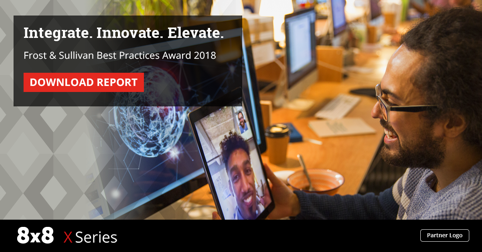 Integrate. Innovate. Elevate.
Frost & Sullivan Best Practices Award 2018
DOWNLOAD REPORT
8x8 X Series
Partner Logo